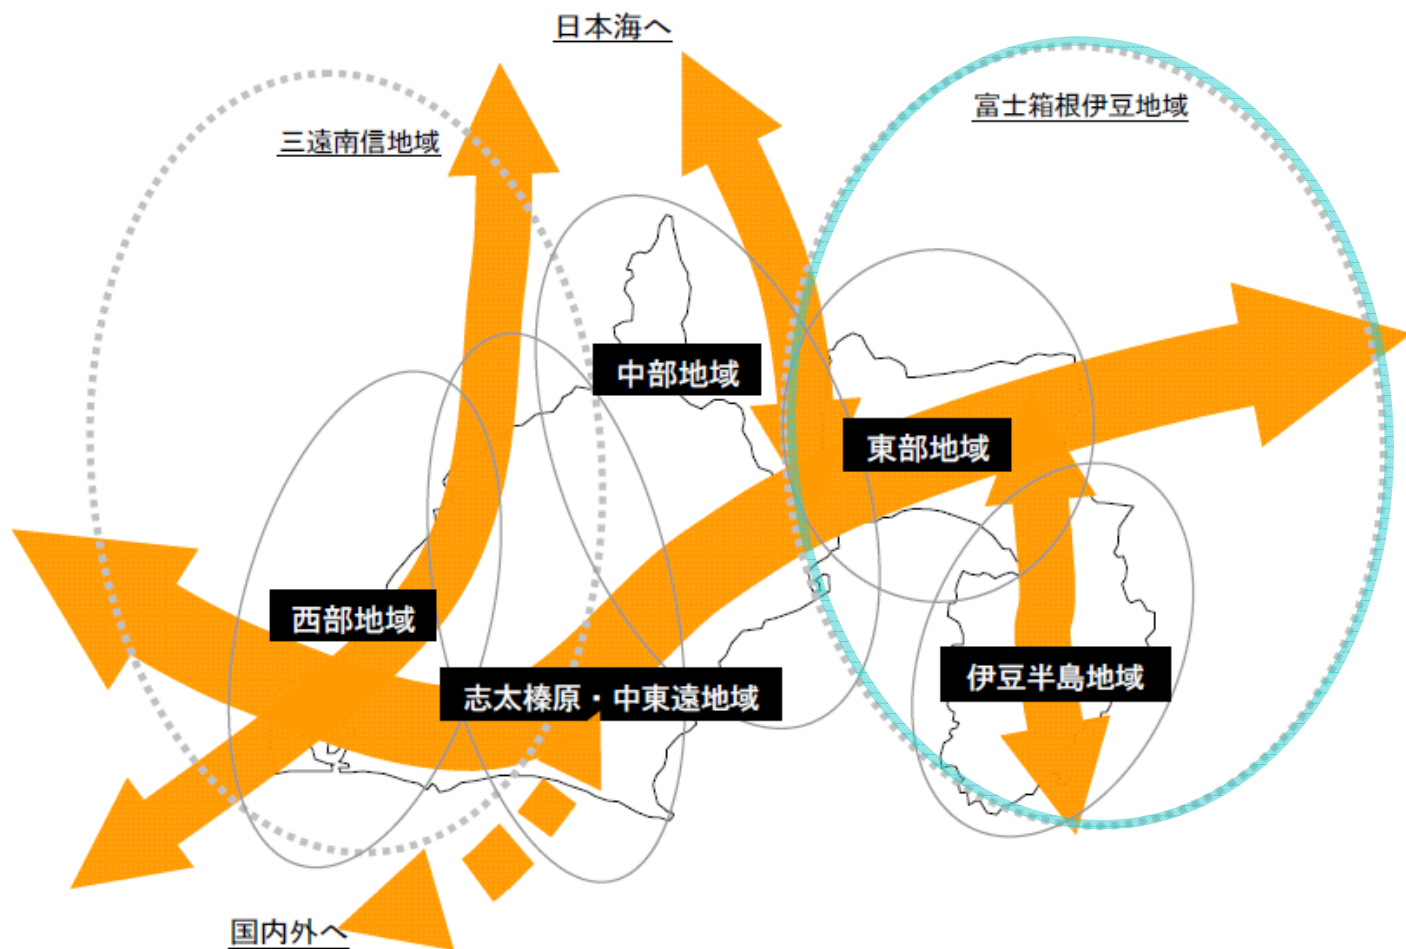 日本海へ
富士箱根伊豆地域
三遠南信地域
中部地域
東部地域
西部地域
伊豆半島地域
志太榛原・中東遠地域
国内外へ